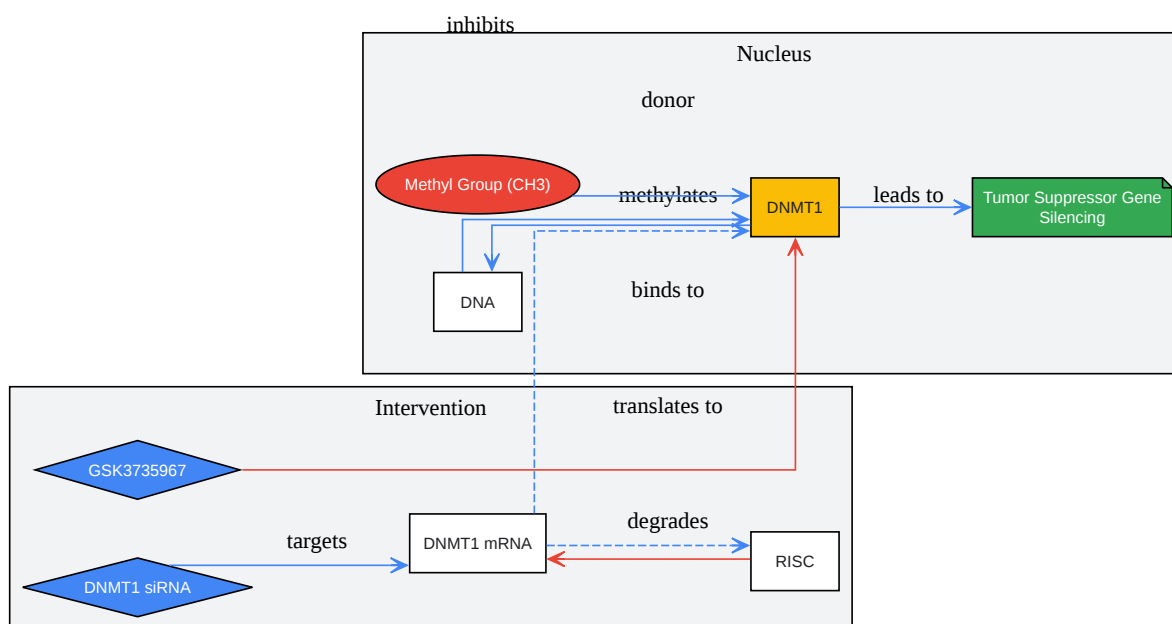 inhibits
Nucleus
donor
Methyl Group (CH3)
methylates
DNMT1
leads to
Tumor Suppressor Gene
Silencing
DNA
binds to
Intervention
translates to
GSK3735967
targets
DNMT1 mRNA
degrades
RISC
DNMT1 siRNA